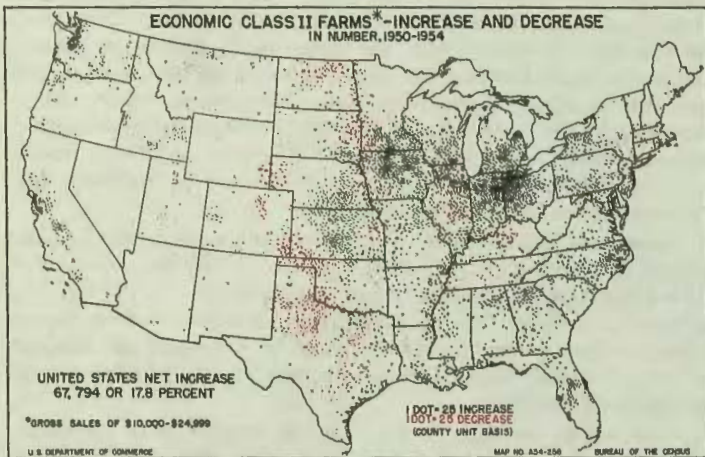 ECONOMIC CLASS II FARMS*-INCREASE AND DECREASE
IN NUMBER, 1950-1954
UNITED STATES NET INCREASE
67,794 OR 17.8 PERCENT
*GROSS SALES OF $10,000-$24,999
1 DOT=25 INCREASE
1 DOT=25 DECREASE
(COUNTY UNIT BASIS)
U.S. DEPARTMENT OF COMMERCE
MAP NO. A54-256
BUREAU OF THE CENSUS